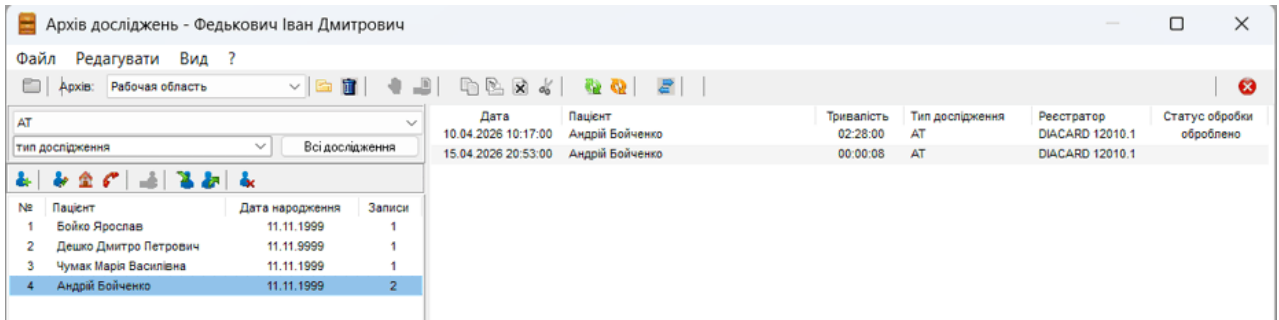 Архів досліджень - Федькович Іван Дмитрович
Файл Редагувати Вид ?
Архів: Рабочая область
АТ
тип дослідження Всі дослідження
№ Пацієнт Дата народження Записи
1 Бойко Ярослав 11.11.1999 1
2 Дешко Дмитро Петрович 11.11.9999 1
3 Чумак Марія Василівна 11.11.1999 1
4 Андрій Бойченко 11.11.1999 2
Дата Пацієнт Тривалість Тип дослідження Реєстратор Статус обробки
10.04.2026 10:17:00 Андрій Бойченко 02:28:00 АТ DIACARD 12010.1 оброблено
15.04.2026 20:53:00 Андрій Бойченко 00:00:08 АТ DIACARD 12010.1